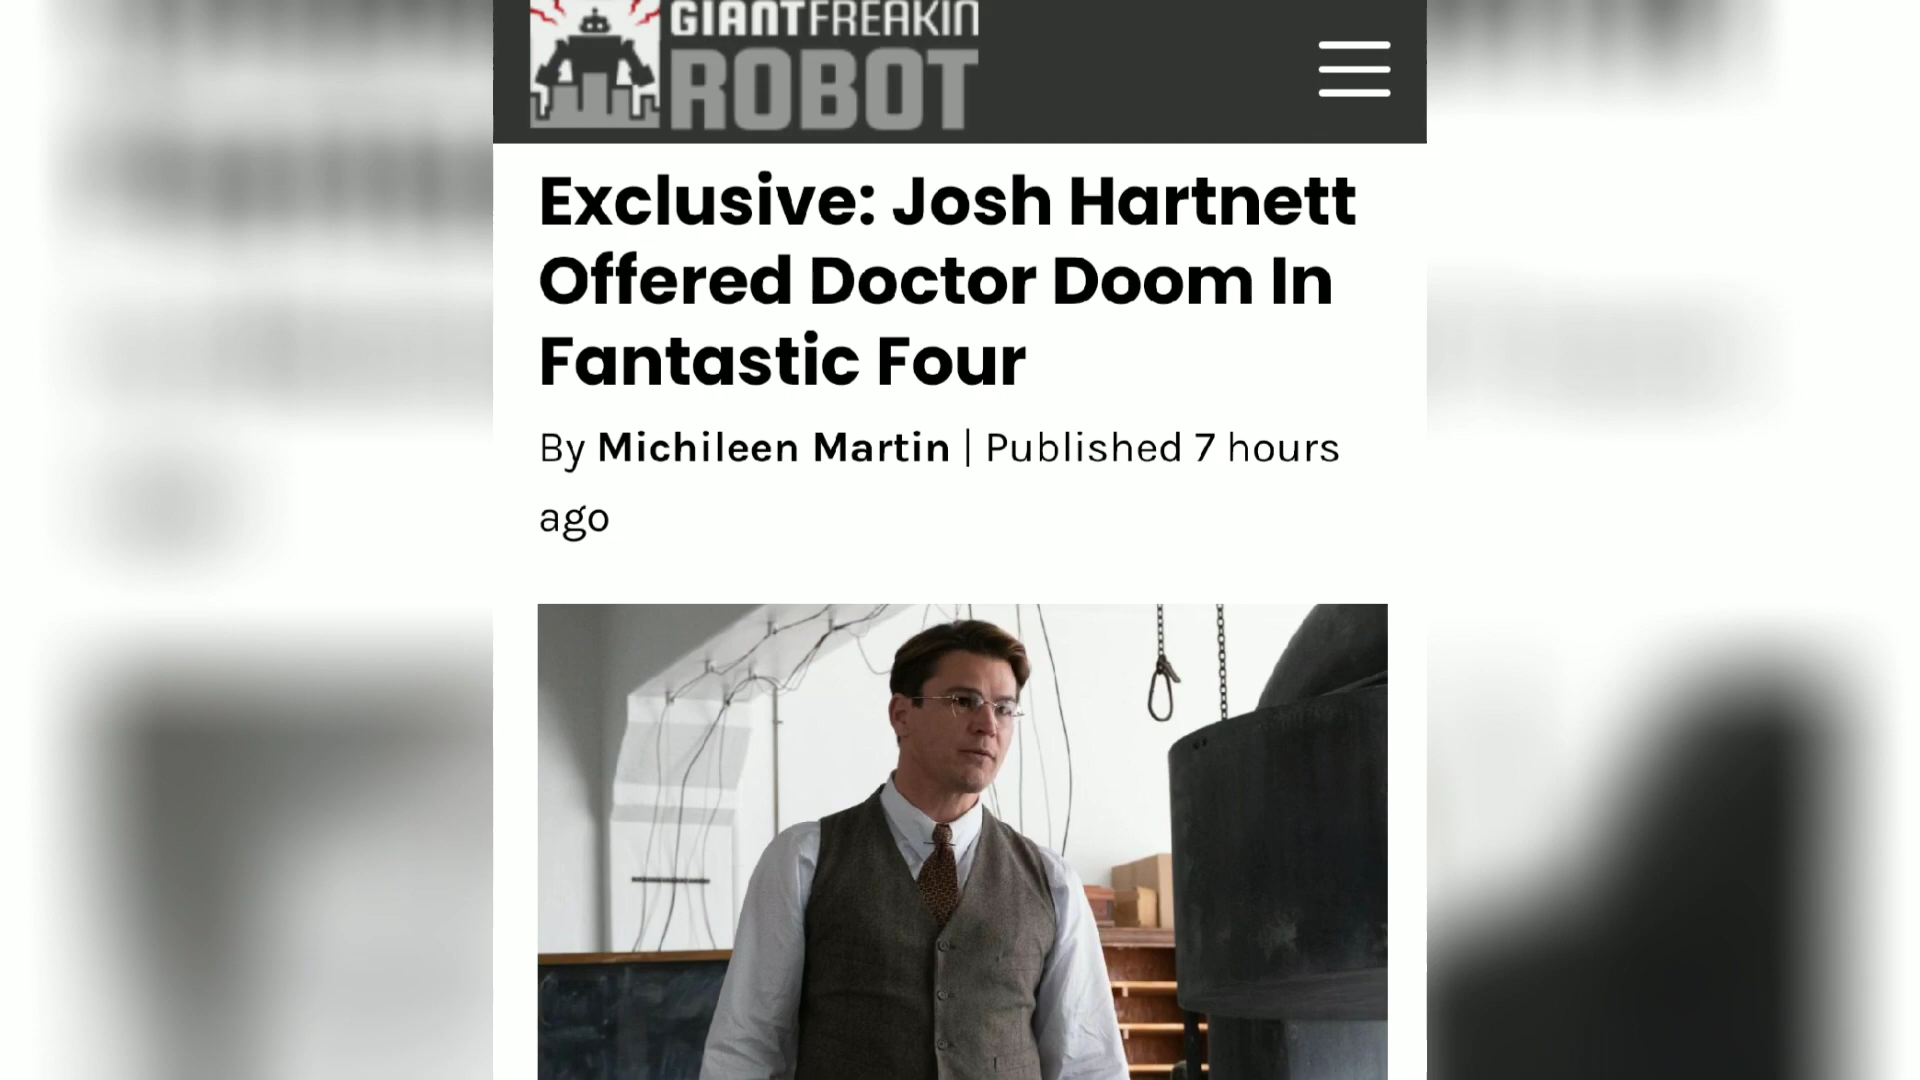 GIANTFREAKIN
ROBOT
Exclusive: Josh Hartnett
Offered Doctor Doom In
Fantastic Four
By Michileen Martin | Published 7 hours
ago